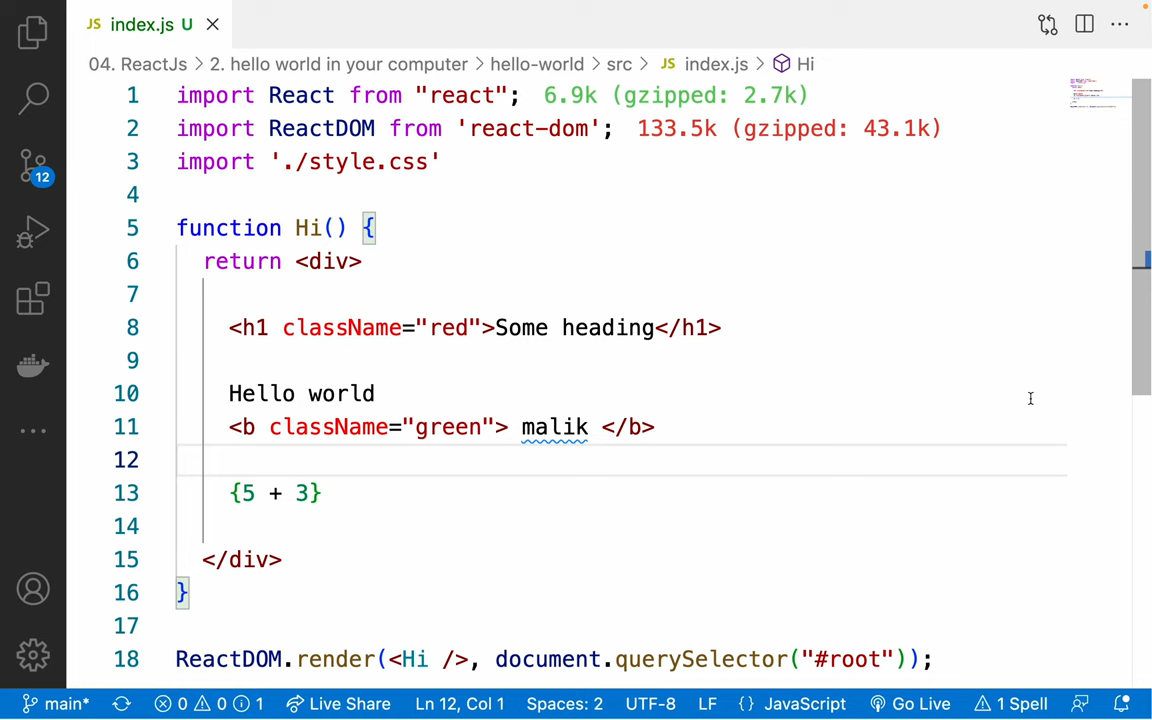 JS index.js U
04. ReactJs > 2. hello world in your computer > hello-world > src > JS index.js > Hi
1 import React from "react"; 6.9k (gzipped: 2.7k)
2 import ReactDOM from 'react-dom'; 133.5k (gzipped: 43.1k)
3 import './style.css'
4
5 function Hi() {
6 return <div>
7
8 <h1 className="red">Some heading</h1>
9
10 Hello world
11 <b className="green"> malik </b>
12
13 {5 + 3}
14
15 </div>
16 }
17
18 ReactDOM.render(<Hi />, document.querySelector("#root"));
12
main* 0 0 1 Live Share Ln 12, Col 1 Spaces: 2 UTF-8 LF {} JavaScript Go Live 1 Spell